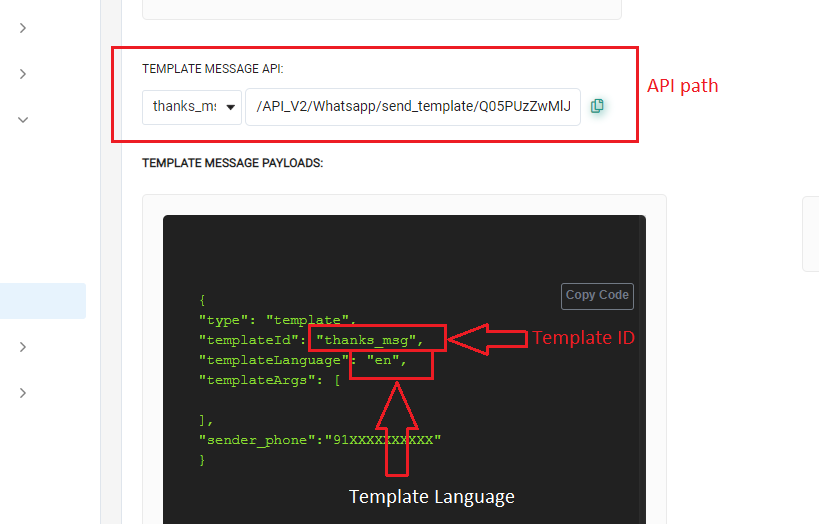 TEMPLATE MESSAGE API:
API path
thanks_ms
/API_V2/Whatsapp/send_template/Q05PUzZwMlJ
TEMPLATE MESSAGE PAYLOADS:
Copy Code
{
"type": "template",
"templateId": "thanks_msg",
Template ID
"templateLanguage": "en",
"templateArgs": [
],
"sender_phone":"91XXXXXXXXXX"
}
Template Language